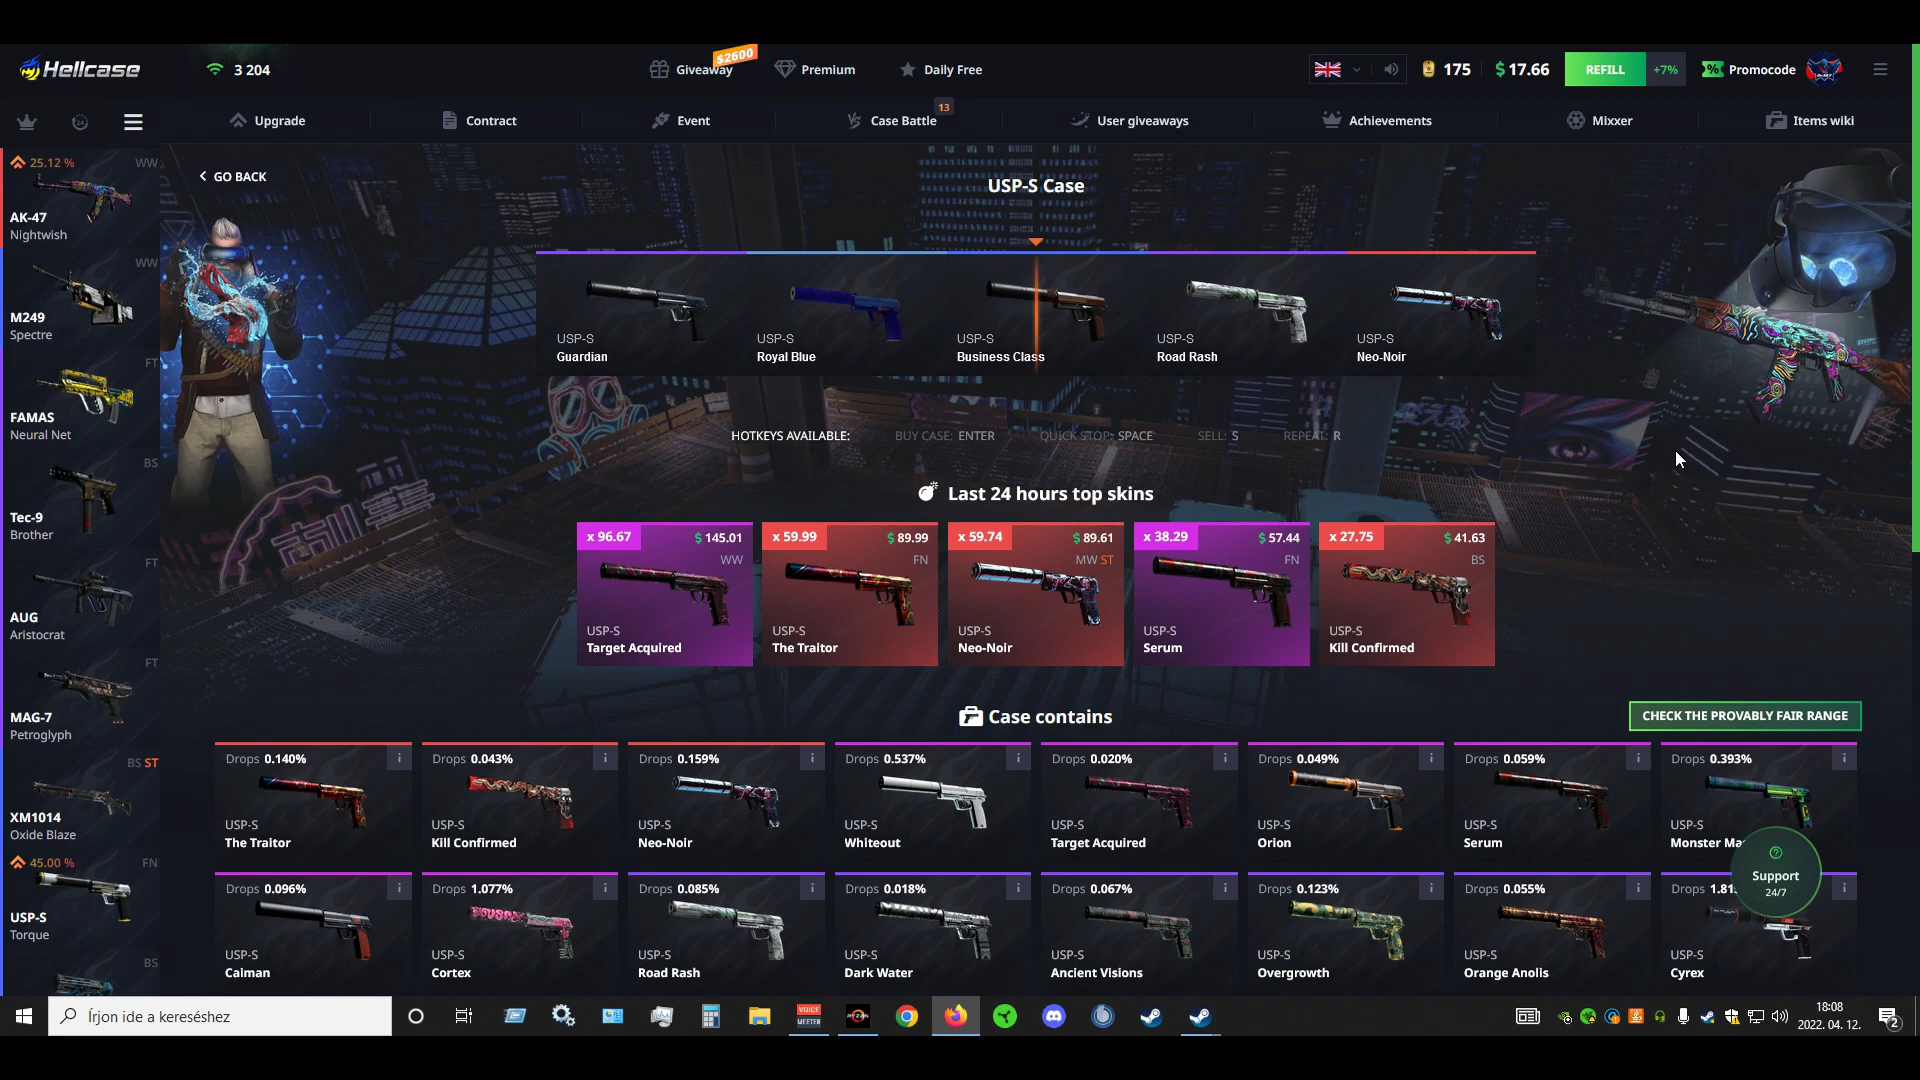 Hellcase
3 204
Giveaway
$2600
Premium
Daily Free
175
$17.66
REFILL
+7%
Promocode
Upgrade
Contract
Event
Case Battle
13
User giveaways
Achievements
Mixxer
Items wiki
25.12 %
WW
AK-47
Nightwish
WW
M249
Spectre
FT
FAMAS
Neural Net
BS
Tec-9
Brother
FT
AUG
Aristocrat
FT
MAG-7
Petroglyph
BS ST
XM1014
Oxide Blaze
45.00 %
FN
USP-S
Torque
BS
GO BACK
USP-S Case
USP-S
Guardian
USP-S
Royal Blue
USP-S
Business Class
USP-S
Road Rash
USP-S
Neo-Noir
HOTKEYS AVAILABLE:
BUY CASE: ENTER
QUICK STOP: SPACE
SELL: S
REPEAT: R
Last 24 hours top skins
x 96.67
$145.01
WW
USP-S
Target Acquired
x 59.99
$89.99
FN
USP-S
The Traitor
x 59.74
$89.61
MW ST
USP-S
Neo-Noir
x 38.29
$57.44
FN
USP-S
Serum
x 27.75
$41.63
BS
USP-S
Kill Confirmed
Case contains
CHECK THE PROVABLY FAIR RANGE
Drops 0.140%
USP-S
The Traitor
Drops 0.043%
USP-S
Kill Confirmed
Drops 0.159%
USP-S
Neo-Noir
Drops 0.537%
USP-S
Whiteout
Drops 0.020%
USP-S
Target Acquired
Drops 0.049%
USP-S
Orion
Drops 0.059%
USP-S
Serum
Drops 0.393%
USP-S
Monster
Drops 0.096%
USP-S
Caiman
Drops 1.077%
USP-S
Cortex
Drops 0.085%
USP-S
Road Rash
Drops 0.018%
USP-S
Dark Water
Drops 0.067%
USP-S
Ancient Visions
Drops 0.123%
USP-S
Overgrowth
Drops 0.055%
USP-S
Orange Anolis
Drops
USP-S
Cyrex
Support
24/7
Írjon ide a kereséshez
VOICE
MEETER
RYZEN
18:08
2022. 04. 12.
2